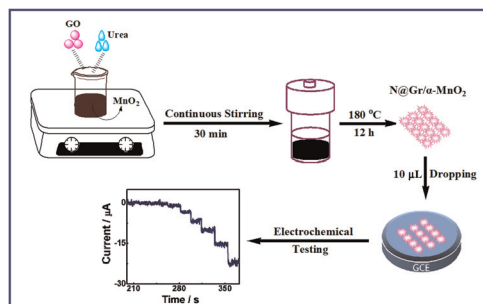 GO
Urea
MnO2
Continuous Stirring
30 min
180 °C
12 h
N@Gr/α-MnO2
10 µL
Dropping
GCE
Electrochemical
Testing
Current / µA
0
-15
-30
210
280
350
Time / s